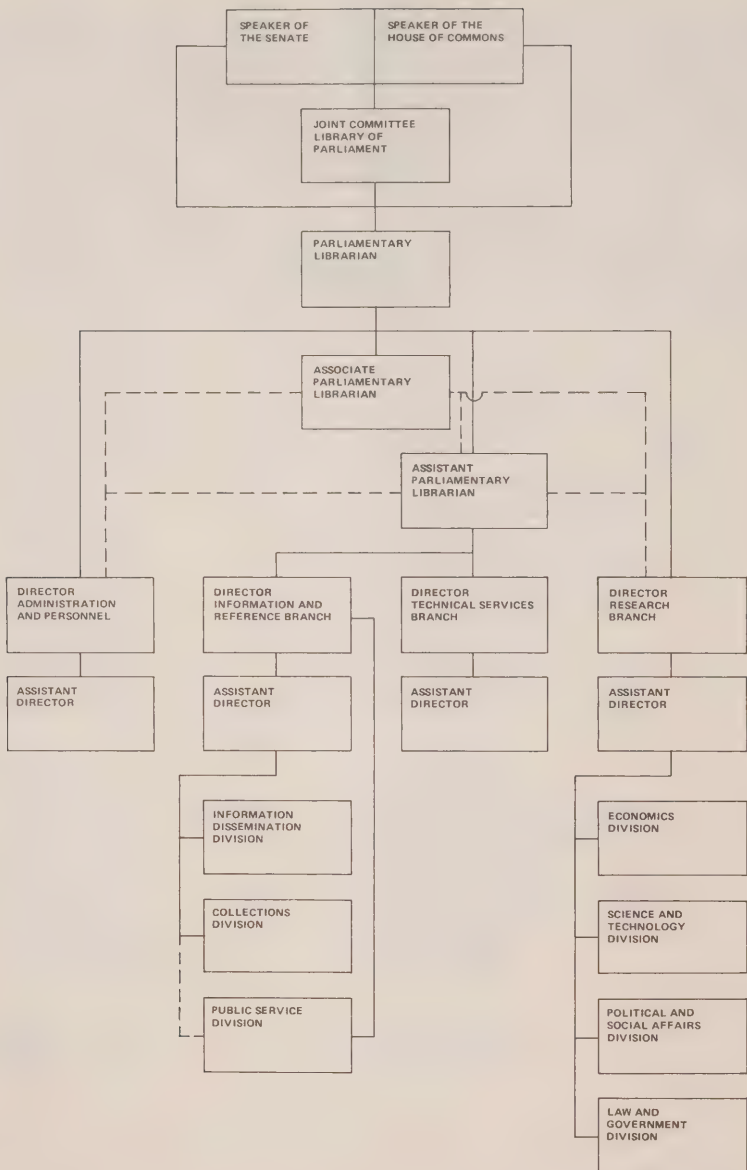 SPEAKER OF
THE SENATE
SPEAKER OF THE
HOUSE OF COMMONS
JOINT COMMITTEE
LIBRARY OF
PARLIAMENT
PARLIAMENTARY
LIBRARIAN
ASSOCIATE
PARLIAMENTARY
LIBRARIAN
ASSISTANT
PARLIAMENTARY
LIBRARIAN
DIRECTOR
ADMINISTRATION
AND PERSONNEL
DIRECTOR
INFORMATION AND
REFERENCE BRANCH
DIRECTOR
TECHNICAL SERVICES
BRANCH
DIRECTOR
RESEARCH
BRANCH
ASSISTANT
DIRECTOR
ASSISTANT
DIRECTOR
ASSISTANT
DIRECTOR
ASSISTANT
DIRECTOR
INFORMATION
DISSEMINATION
DIVISION
COLLECTIONS
DIVISION
PUBLIC SERVICE
DIVISION
ECONOMICS
DIVISION
SCIENCE AND
TECHNOLOGY
DIVISION
POLITICAL AND
SOCIAL AFFAIRS
DIVISION
LAW AND
GOVERNMENT
DIVISION